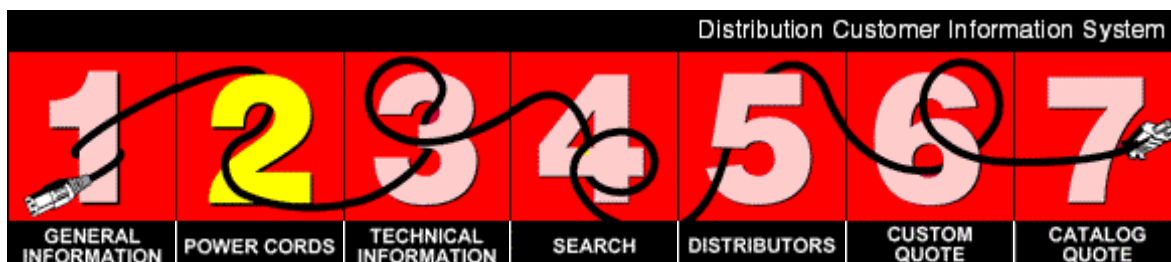 Distribution Customer Information System
1 2 3 4 5 6 7
GENERAL
INFORMATION
POWER CORDS
TECHNICAL
INFORMATION
SEARCH
DISTRIBUTORS
CUSTOM
QUOTE
CATALOG
QUOTE